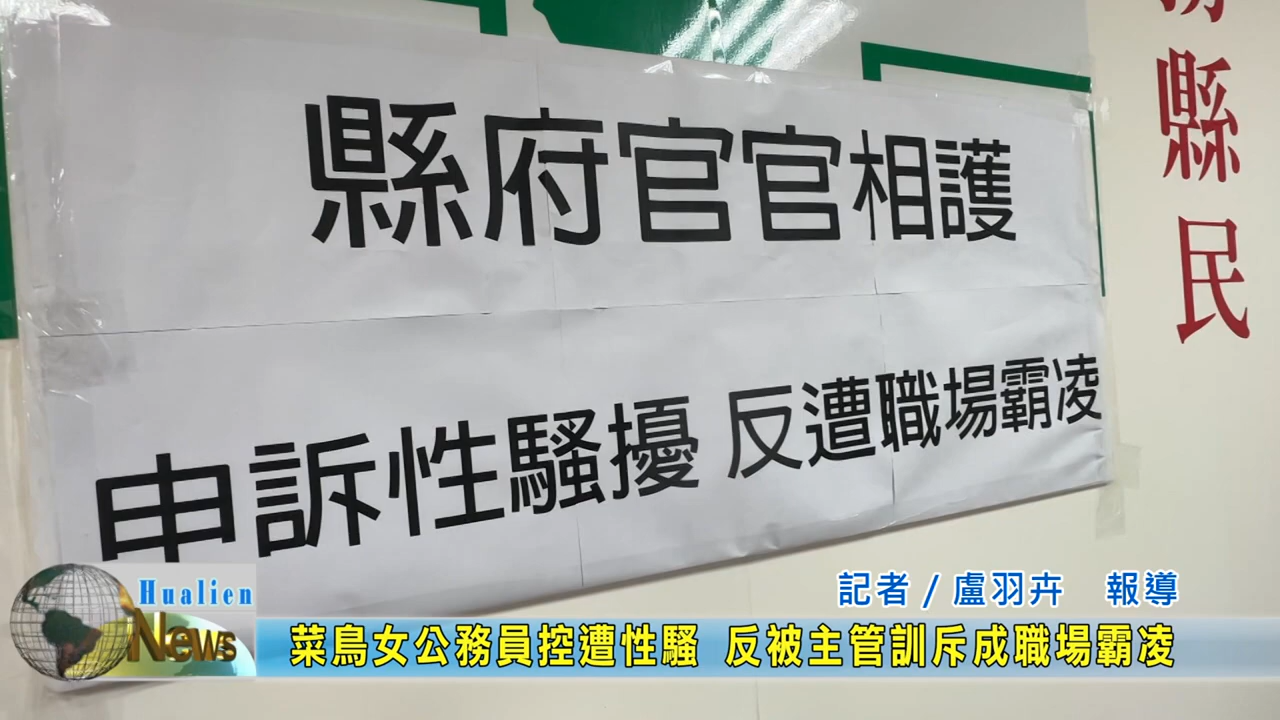 縣府官官相護
申訴性騷擾 反遭職場霸凌
縣民
記者/盧羽卉 報導
Hualien
News
菜鳥女公務員控遭性騷 反被主管訓斥成職場霸凌